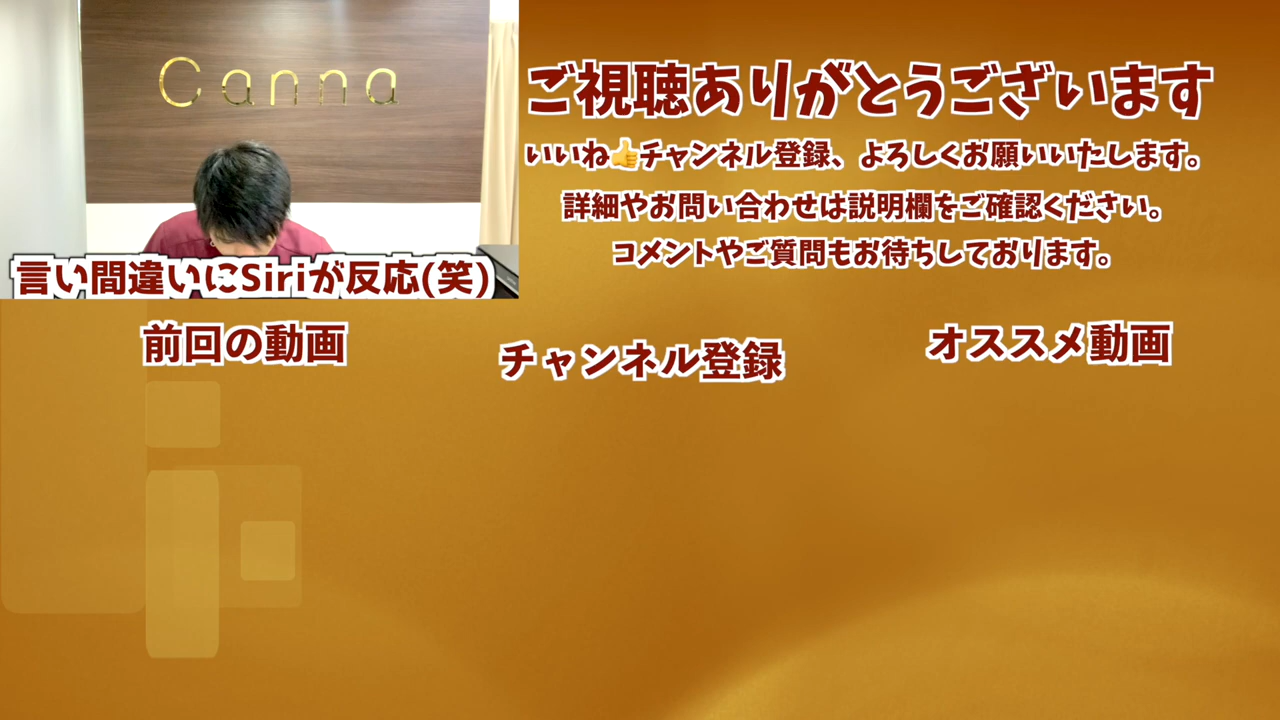 Canna
言い間違いにSiriが反応(笑)
ご視聴ありがとうございます
いいね👍チャンネル登録、よろしくお願いいたします。
詳細やお問い合わせは説明欄をご確認ください。
コメントやご質問もお待ちしております。
前回の動画
チャンネル登録
オススメ動画